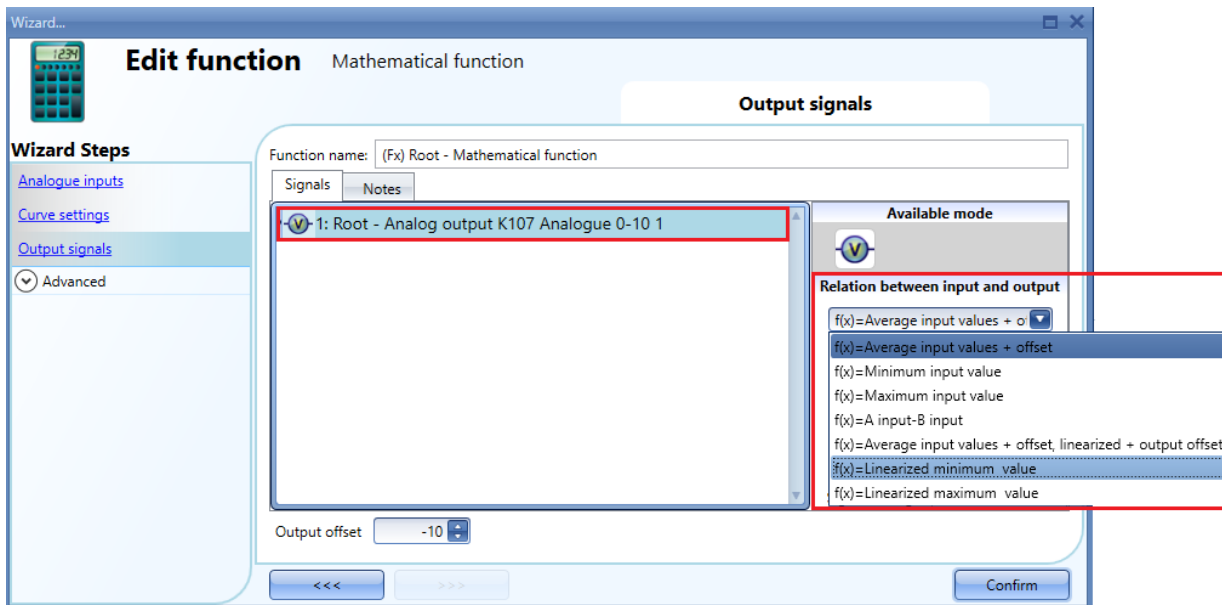 Wizard...
1234
Edit function
Mathematical function
Output signals
Wizard Steps
Analogue inputs
Curve settings
Output signals
Advanced
Function name:
(Fx) Root - Mathematical function
Signals
Notes
V
1: Root - Analog output K107 Analogue 0-10 1
Available mode
V
Relation between input and output
f(x)=Average input values + o
f(x)=Average input values + offset
f(x)=Minimum input value
f(x)=Maximum input value
f(x)=A input-B input
f(x)=Average input values + offset, linearized + output offset
f(x)=Linearized minimum  value
f(x)=Linearized maximum  value
Output offset
-10
<<<
>>>
Confirm